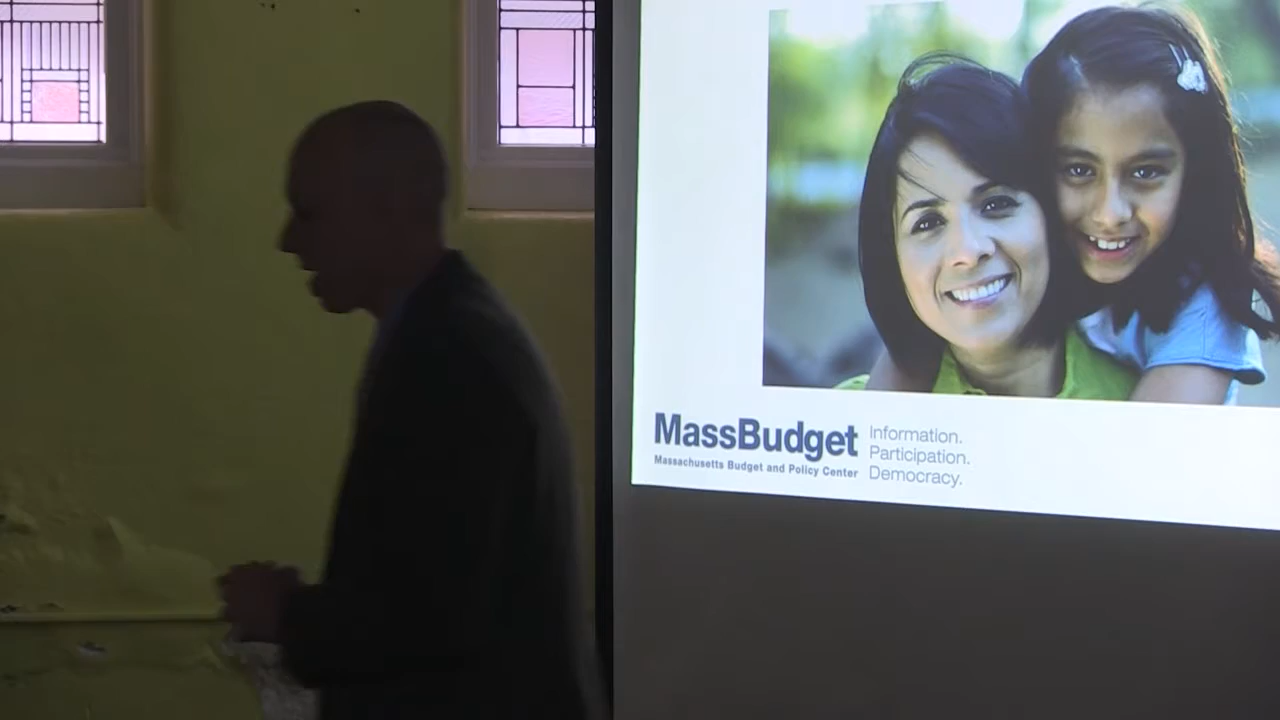 MassBudget
Massachusetts Budget and Policy Center
Information.
Participation.
Democracy.